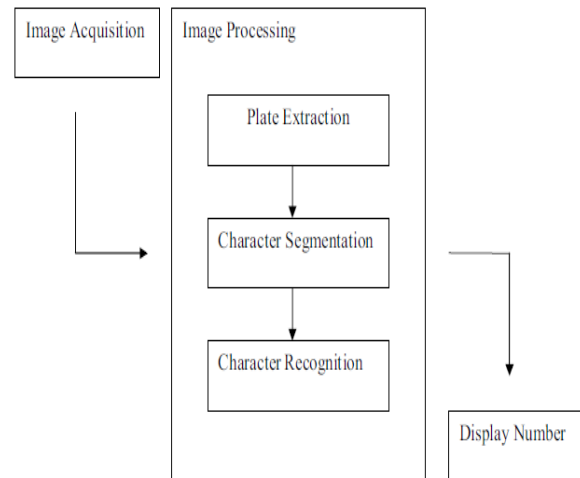 Image Acquisition
Image Processing
Plate Extraction
Character Segmentation
Character Recognition
Display Number